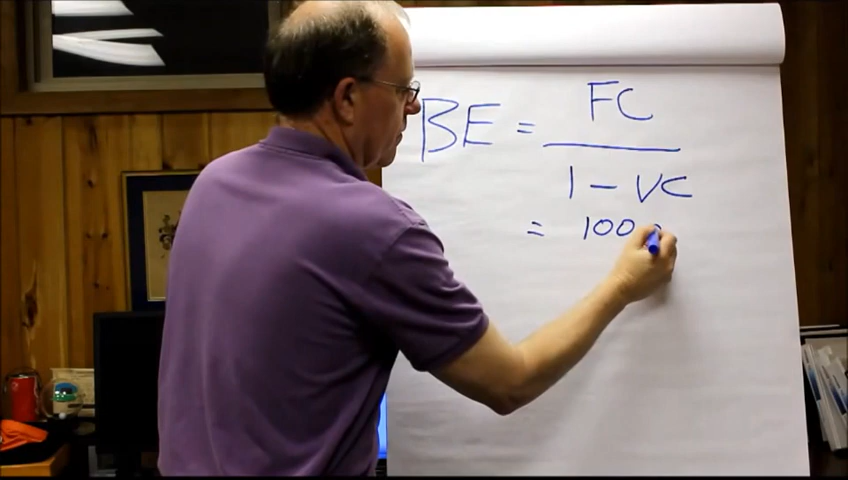 BE = FC
1 - VC
= 100